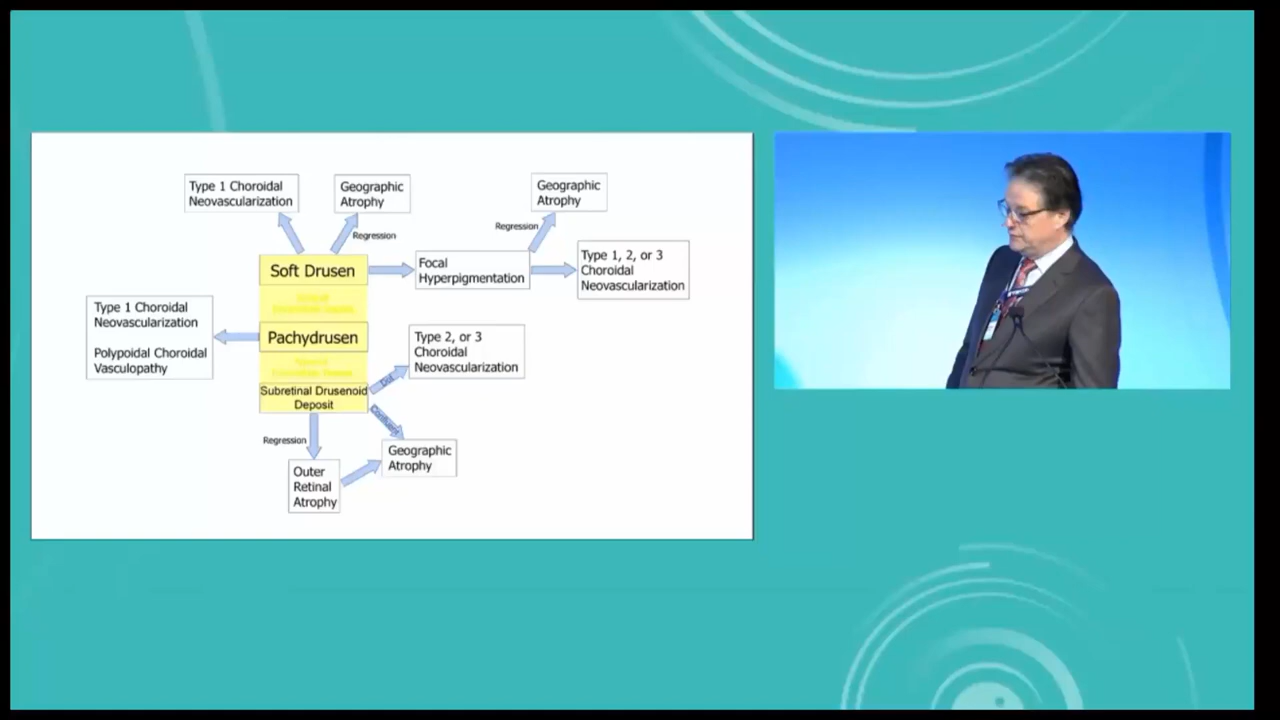 Type 1 Choroidal
Neovascularization
Geographic
Atrophy
Regression
Geographic
Atrophy
Regression
Soft Drusen
Focal
Hyperpigmentation
Type 1, 2, or 3
Choroidal
Neovascularization
Type 1 Choroidal
Neovascularization
Polypoidal Choroidal
Vasculopathy
Pachydrusen
Type 2, or 3
Choroidal
Neovascularization
Subretinal Drusenoid
Deposit
Dot
Confluent
Regression
Geographic
Atrophy
Outer
Retinal
Atrophy